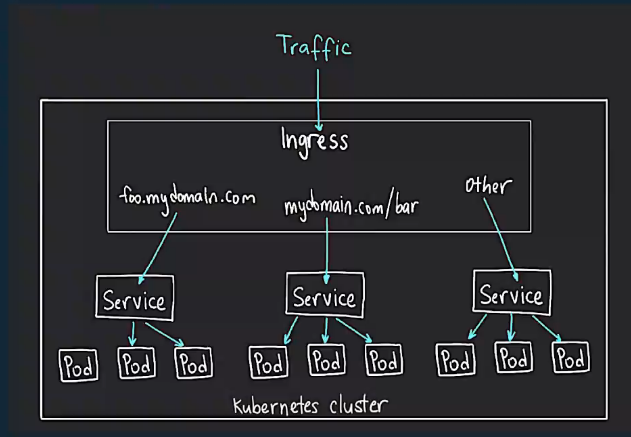 Traffic
Ingress
foo.mydomain.com
mydomain.com/bar
other
Service
Service
Service
Pod
Pod
Pod
Pod
Pod
Pod
Pod
Pod
Pod
Kubernetes cluster